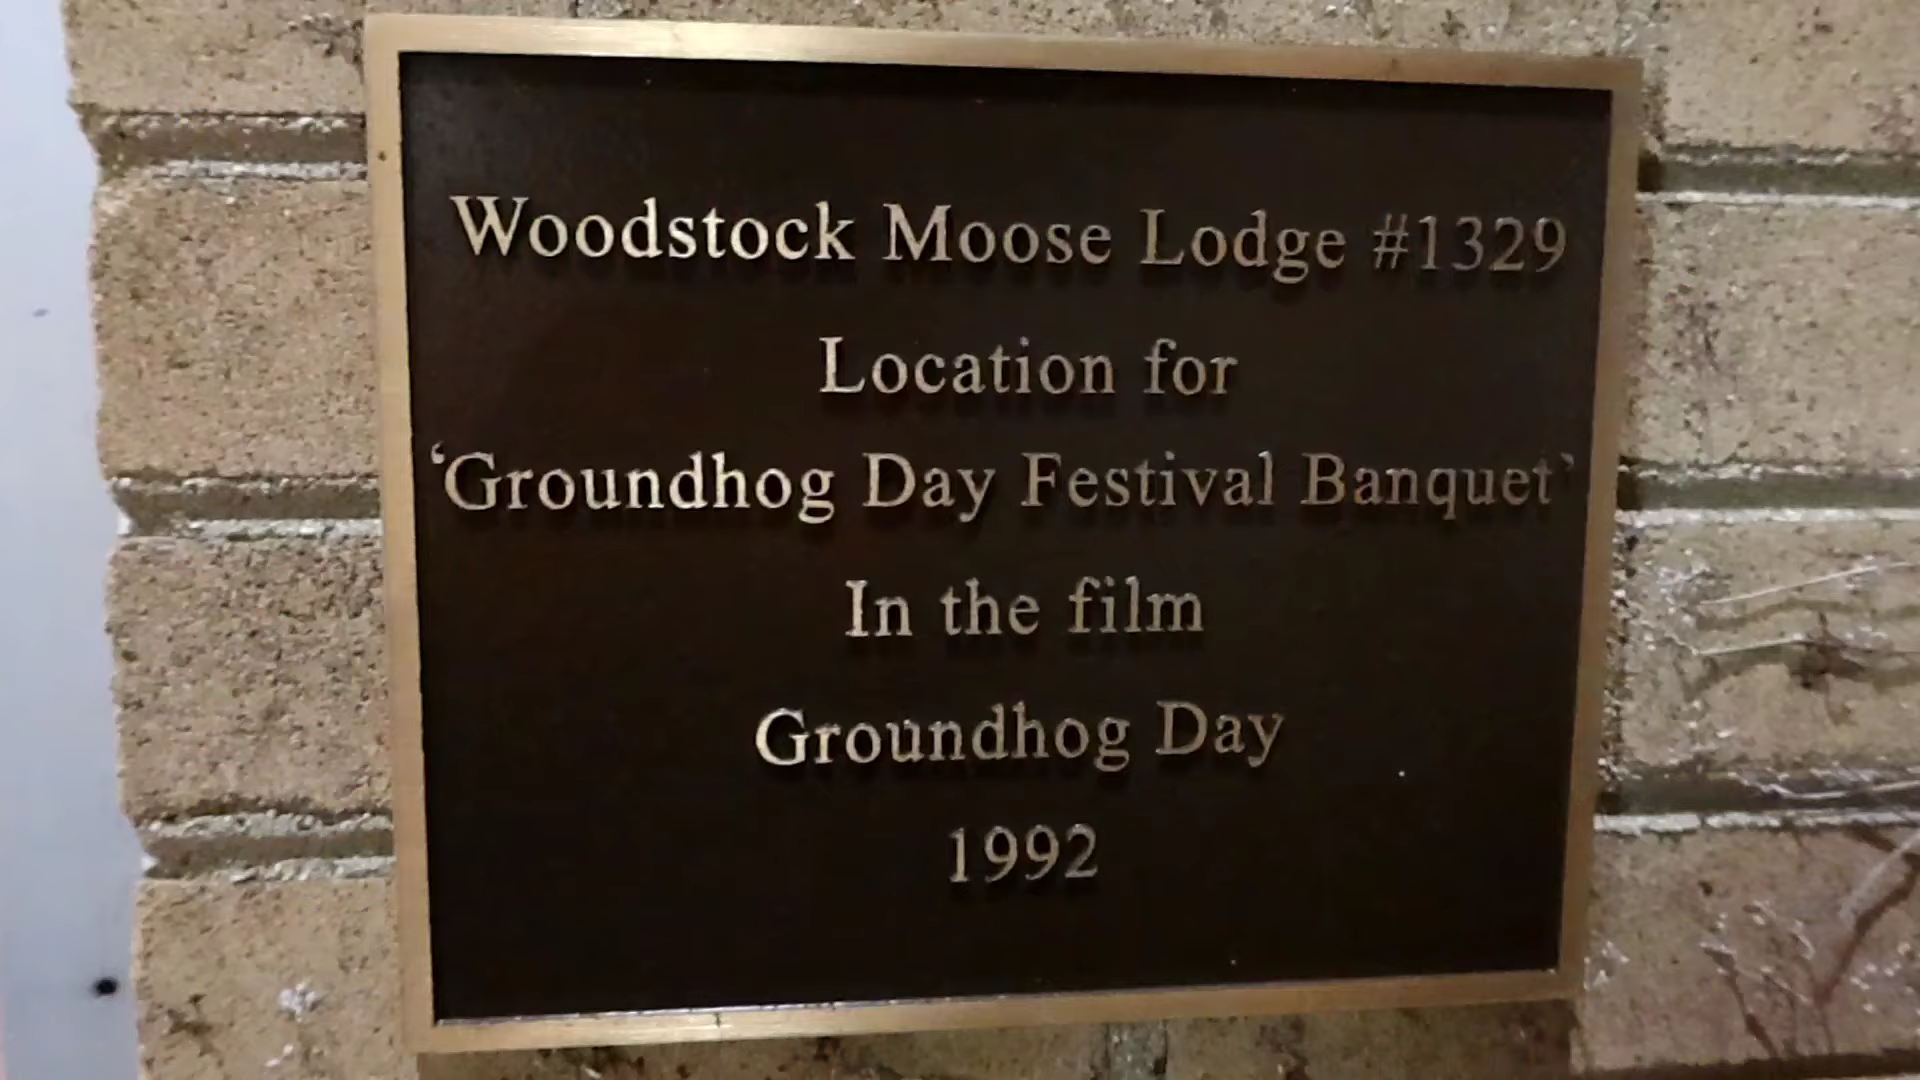 Woodstock Moose Lodge #1329
Location for
‘Groundhog Day Festival Banquet’
In the film
Groundhog Day
1992